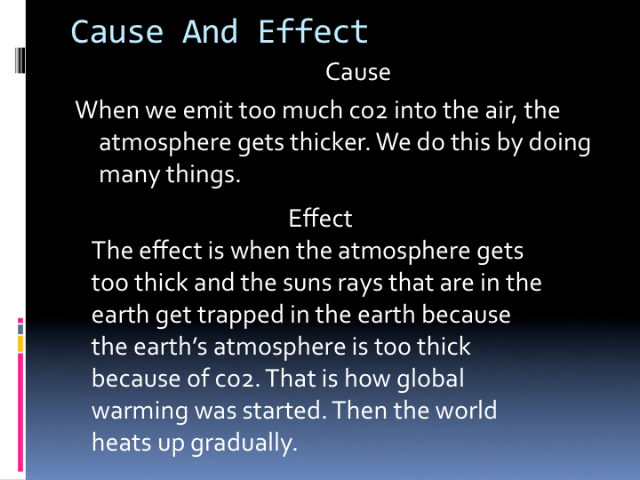 Cause And Effect
Cause
When we emit too much co2 into the air, the
atmosphere gets thicker. We do this by doing
many things.
Effect
The effect is when the atmosphere gets
too thick and the suns rays that are in the
earth get trapped in the earth because
the earth’s atmosphere is too thick
because of co2. That is how global
warming was started. Then the world
heats up gradually.